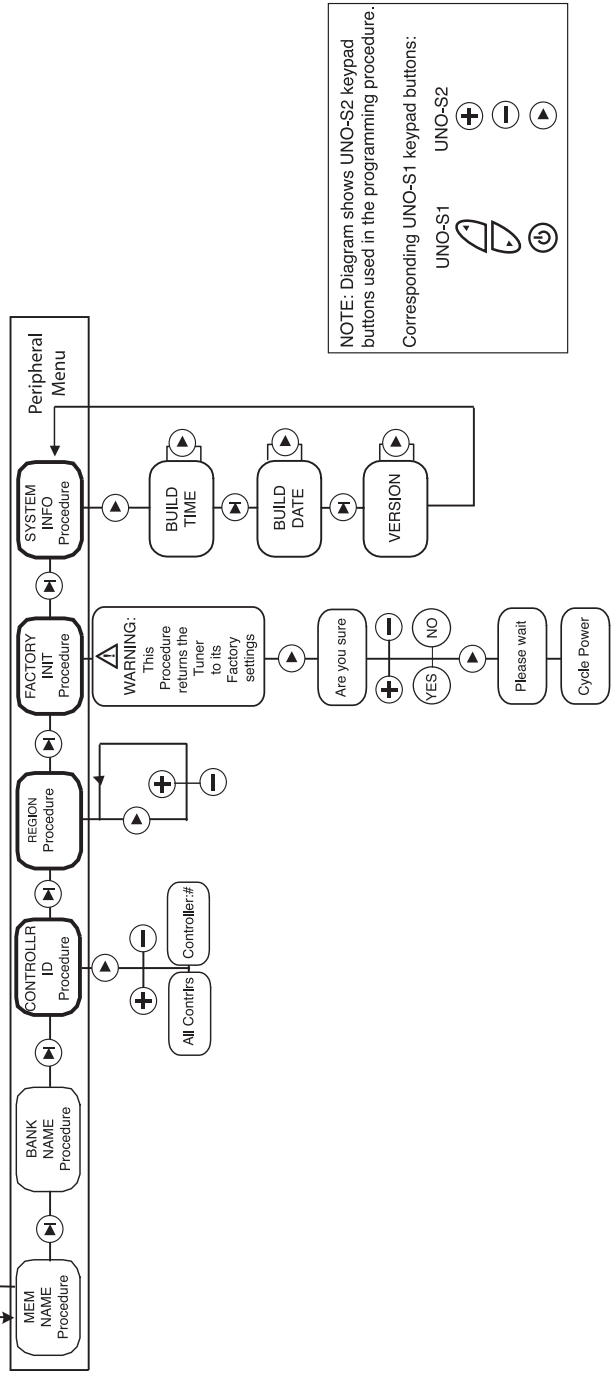 Peripheral
Menu
MEM
NAME
Procedure
BANK
NAME
Procedure
CONTROLLR
ID
Procedure
REGION
Procedure
FACTORY
INIT
Procedure
SYSTEM
INFO
Procedure
All Contrlrs
Controller:#
WARNING:
This
Procedure
returns the
Tuner
to its
Factory
settings
Are you sure
YES
NO
Please wait
Cycle Power
BUILD
TIME
BUILD
DATE
VERSION
NOTE: Diagram shows UNO-S2 keypad
buttons used in the programming procedure.
Corresponding UNO-S1 keypad buttons:
UNO-S1 UNO-S2